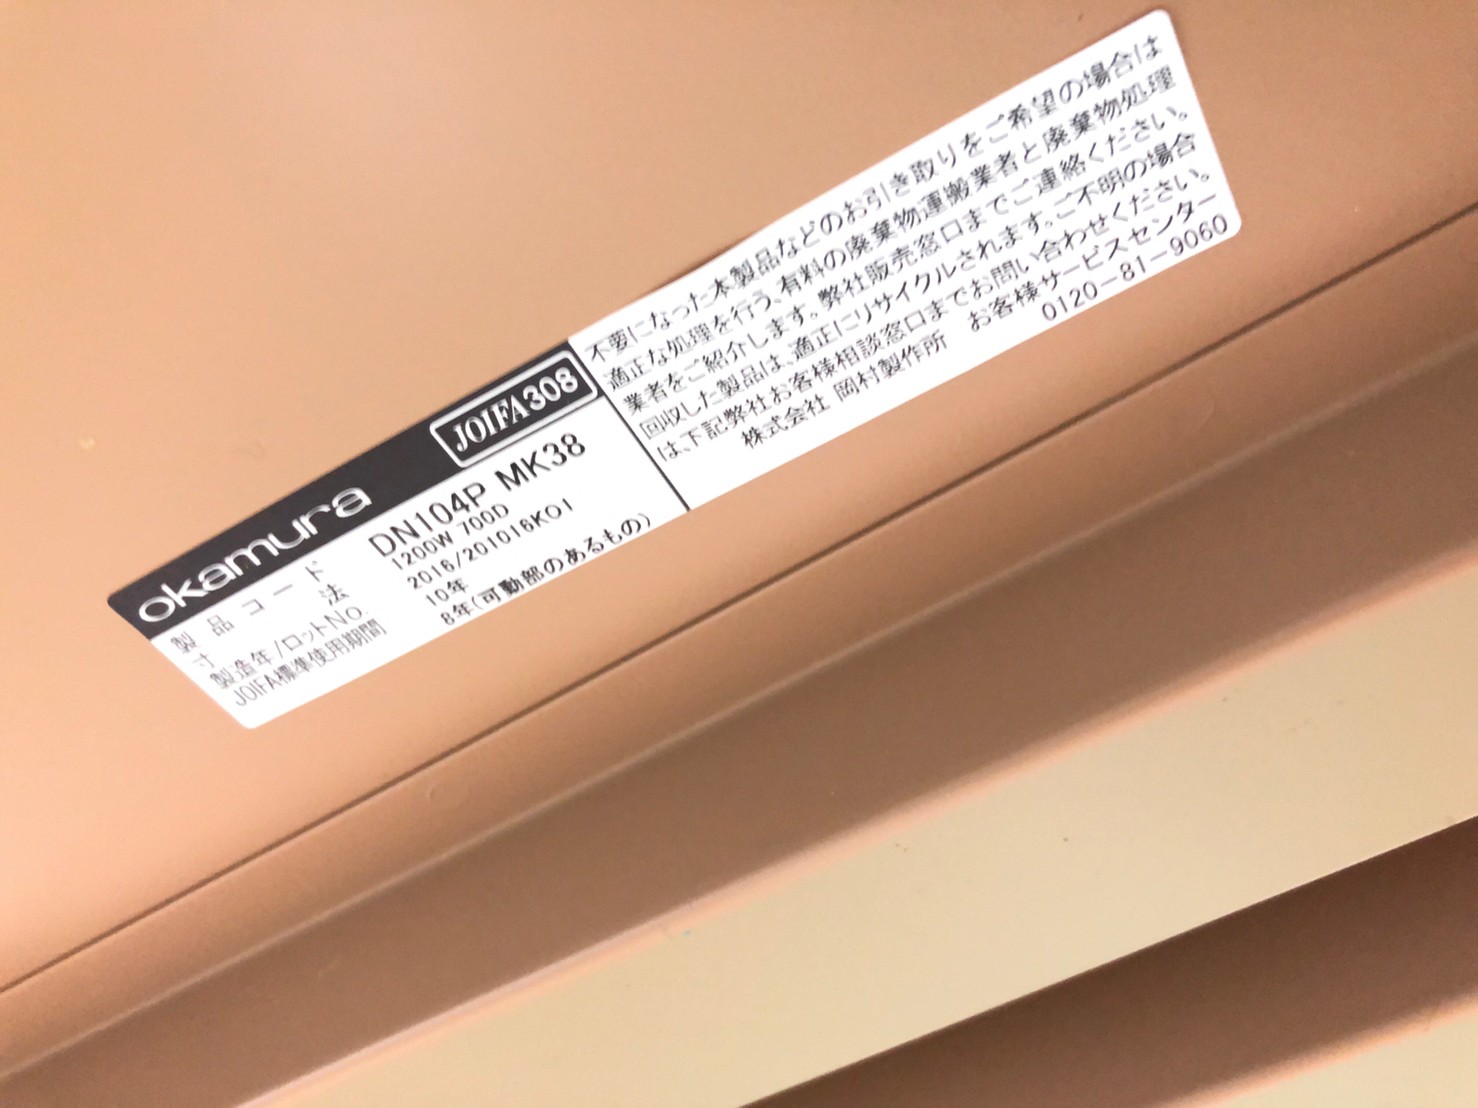 okamura JOIFA308
製品コード DN104P MK38
寸法 1200W 700D
製造年/ロットNO. 2016/201016K01
JOIFA標準使用期間 10年
8年(可動部のあるもの)
不要になった本製品などのお引き取りをご希望の場合は
適正な処理を行う、有料の廃棄物運搬業者と廃棄物処理
業者をご紹介します。弊社販売窓口までご連絡ください。
回収した製品は、適正にリサイクルされます。ご不明の場合
は、下記弊社お客様相談窓口までお問い合わせください。
株式会社 岡村製作所 お客様サービスセンター
0120-81-9060